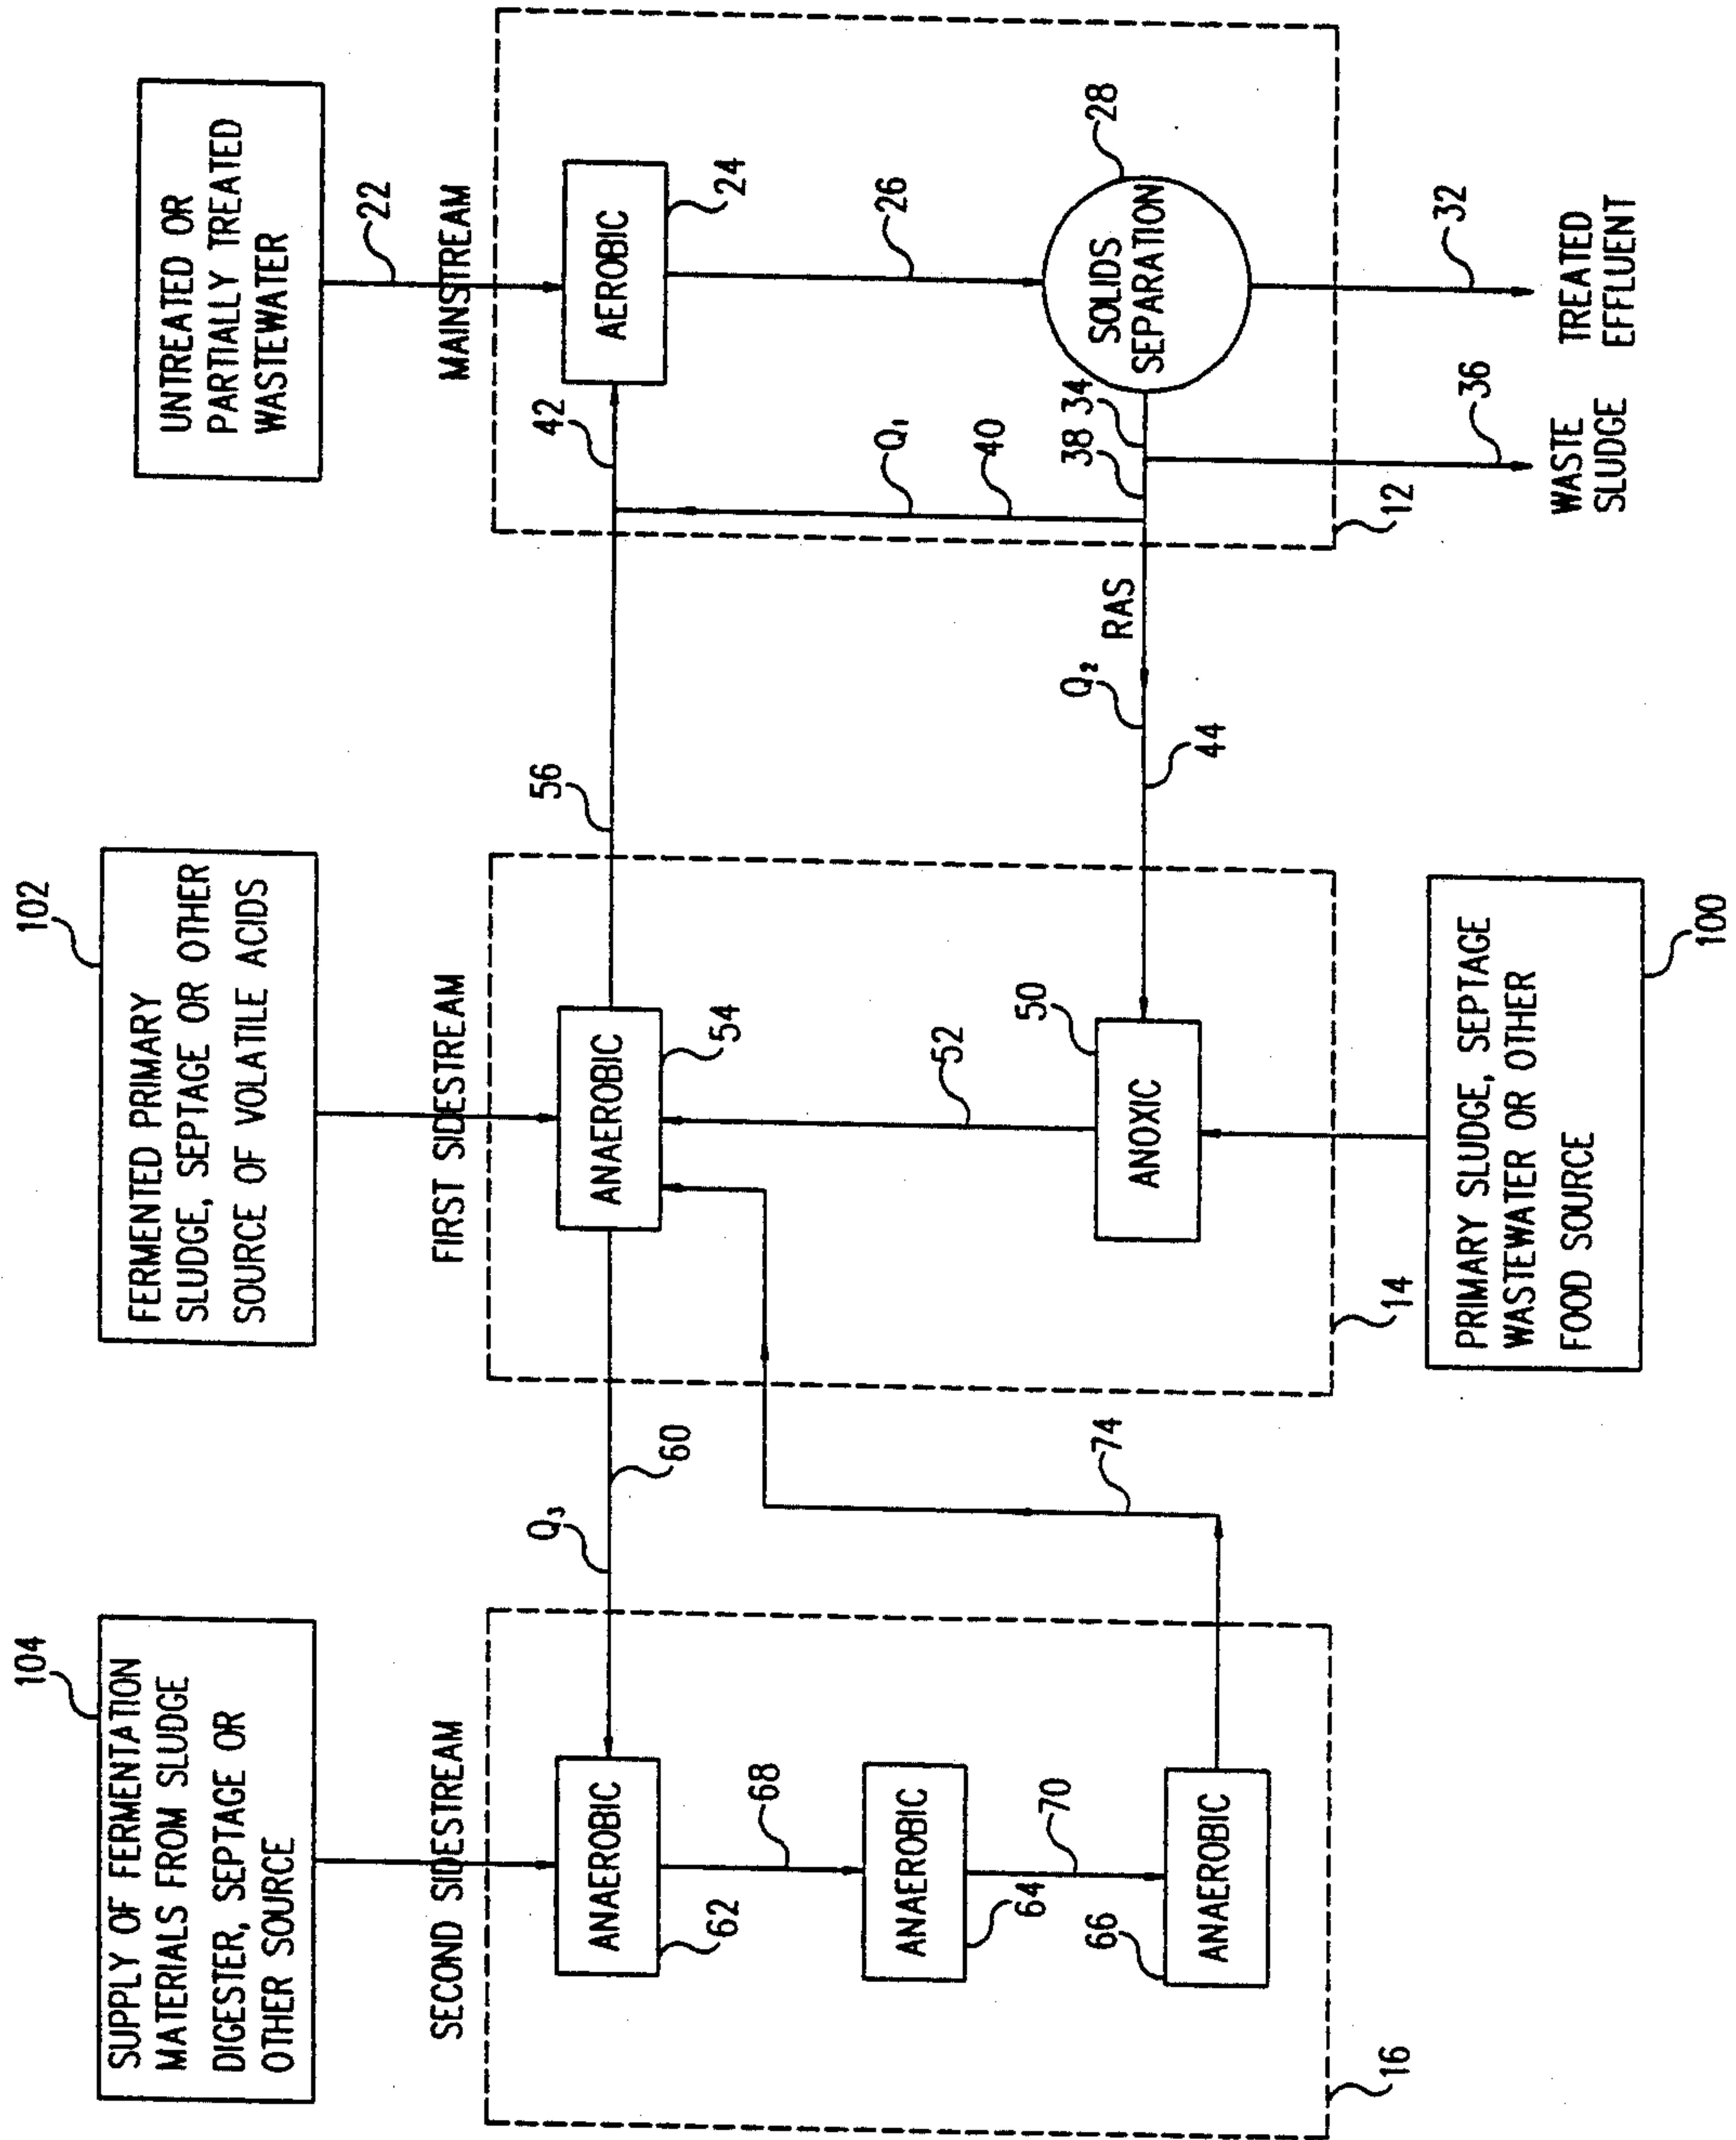 104
SUPPLY OF FERMENTATION
MATERIALS FROM SLUDGE
DIGESTER, SEPTAGE OR
OTHER SOURCE
102
FERMENTED PRIMARY
SLUDGE, SEPTAGE OR OTHER
SOURCE OF VOLATILE ACIDS
UNTREATED OR
PARTIALLY TREATED
WASTEWATER
22
SECOND SIDESTREAM
FIRST SIDESTREAM
MAINSTREAM
ANAEROBIC
62
Q3
60
ANAEROBIC
54
56
42
AEROBIC
24
68
ANAEROBIC
64
70
66
ANAEROBIC
74
52
50
ANOXIC
Q1
40
26
Q2
44
RAS
38
34
SOLIDS
SEPARATION
28
16
14
12
PRIMARY SLUDGE, SEPTAGE
WASTEWATER OR OTHER
FOOD SOURCE
100
36
WASTE
SLUDGE
32
TREATED
EFFLUENT